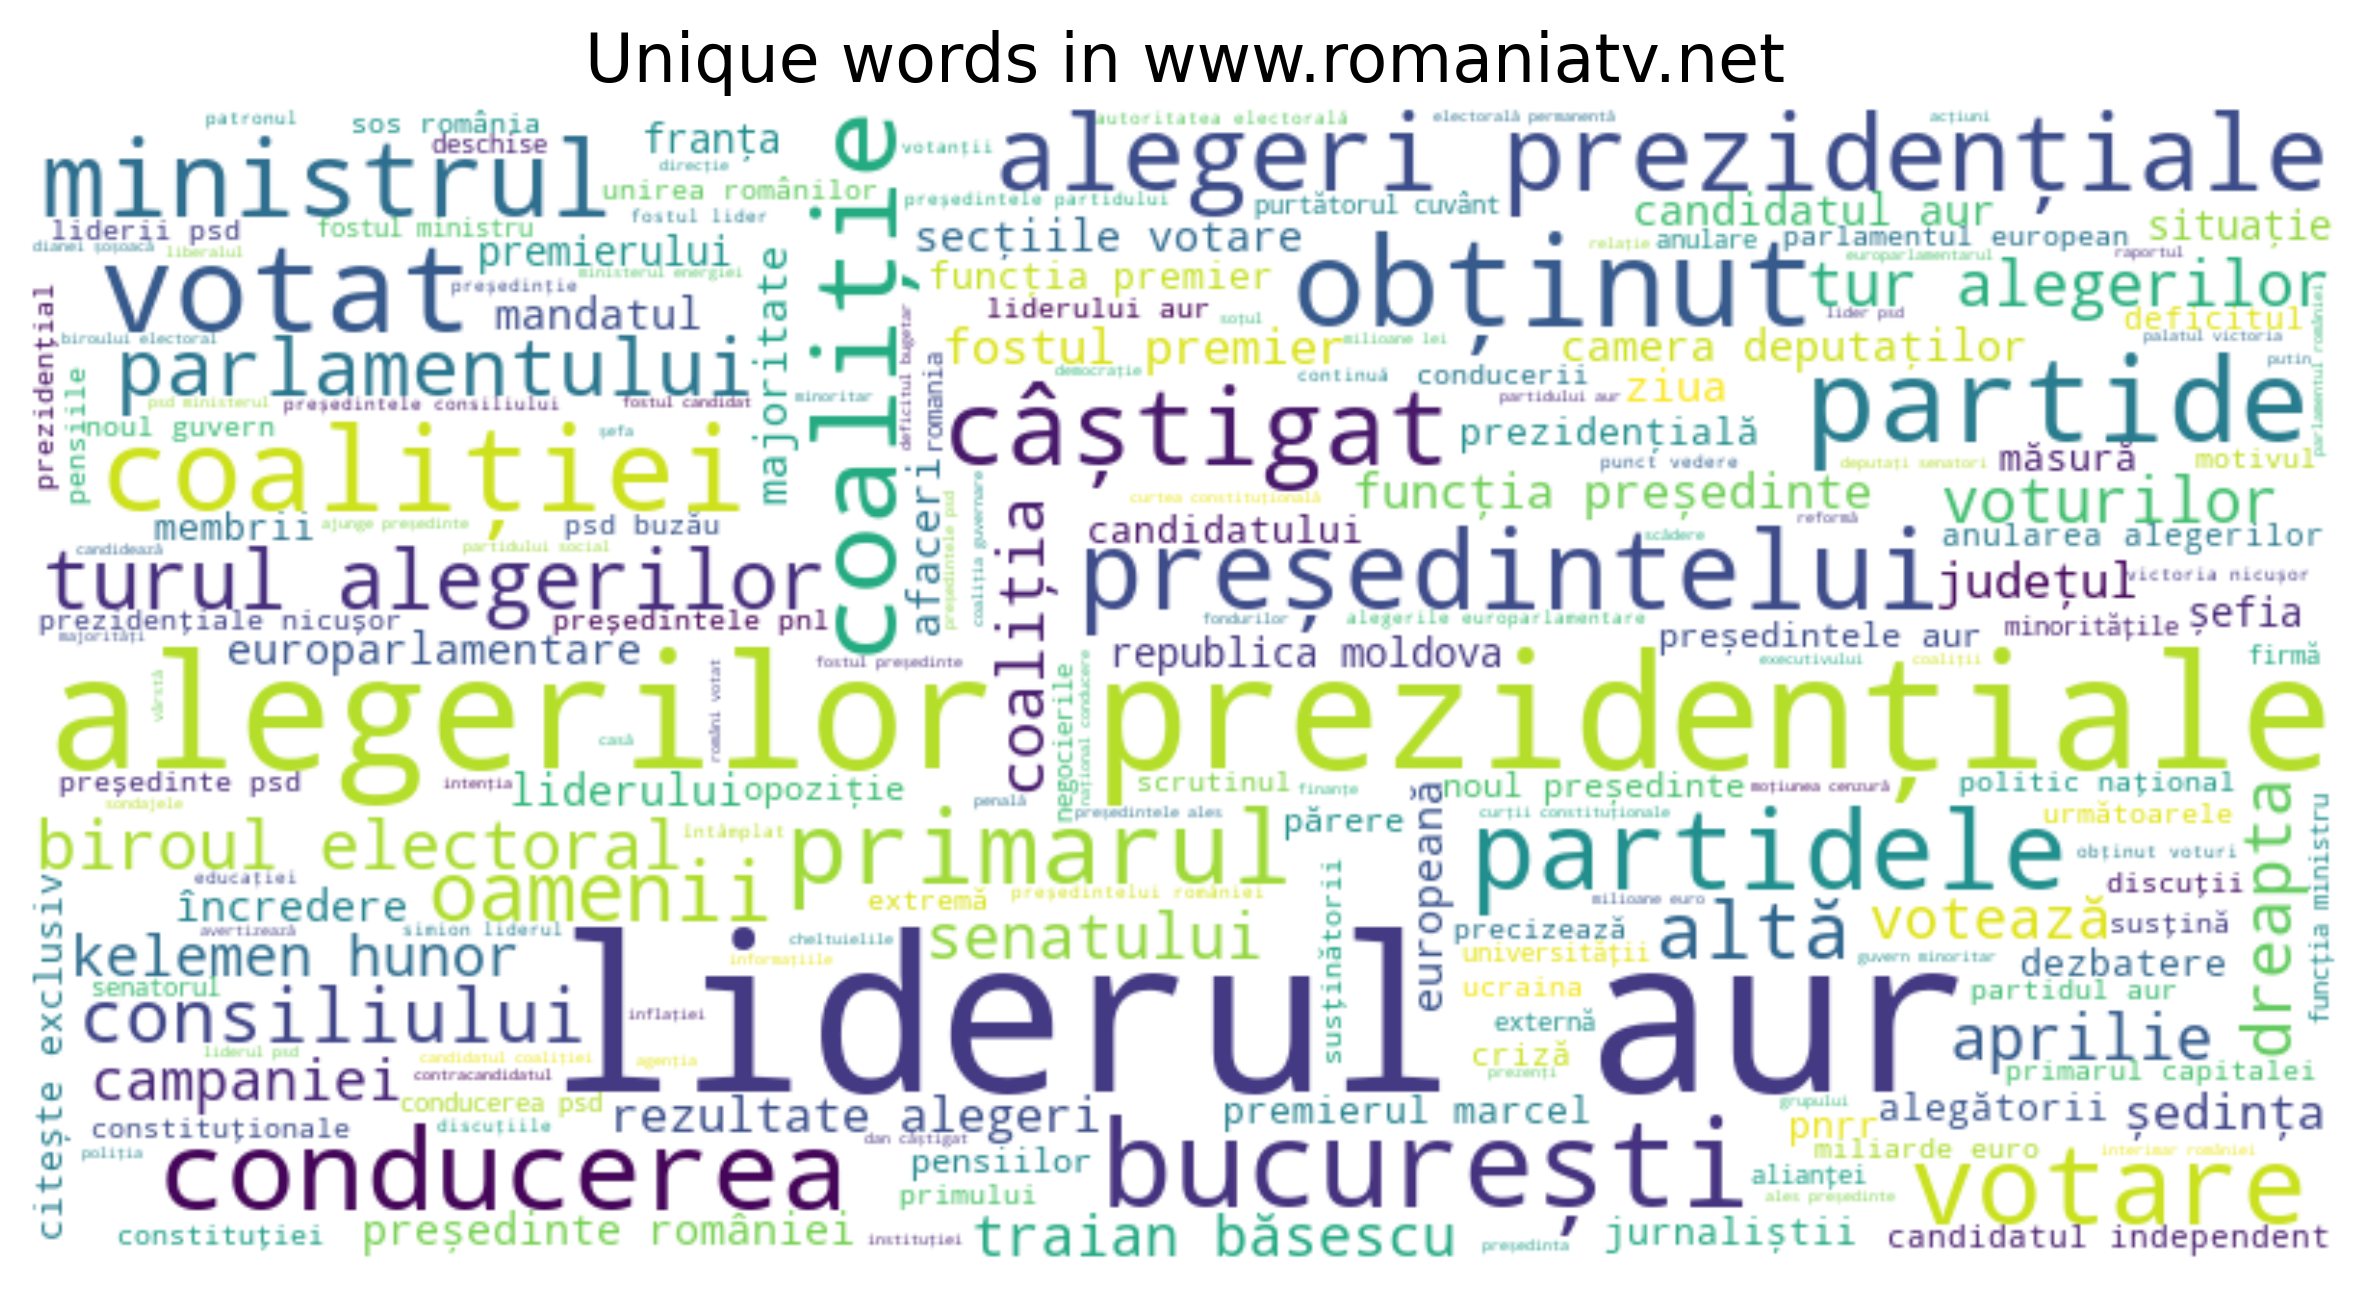 Unique words in www.romaniatv.net
patronul
sos românia
deschise
franța
direcție
ministrul
unirea românilor
fostul lider
liderii psd
fostul ministru
dianei șoșoacă
liberalul
premierului
ministerul energiei
votat
președinție
mandatul
majoritate
coaliție
votanții
autoritatea electorală
electorală permanentă
acțiuni
alegeri prezidențiale
președintele partidului
purtătorul cuvânt
candidatul aur
situație
secțiile votare
relație
anulare
parlamentul european
europarlamentarul
raportul
funcția premier
obținut
tur alegerilor
liderului aur
soțul
lider psd
deficitul
prezidențial
biroului electoral
parlamentului
deficitul bugetar
fostul premier
milioane lei
camera deputaților
palatul victoria
parlamentul româniei
putin
pensiile
democrație
continuă
conducerii
ziua
partide
psd ministerul
președintele consiliului
fostul candidat
minoritar
romania
câștigat
partidului aur
noul guvern
șefa
prezidențială
coaliției
punct vedere
deputați senatori
măsură
motivul
afaceri
președintele psd
coaliția guvernare
curtea constituțională
funcția președinte
voturilor
membrii
ajunge președinte
psd buzău
coaliția
candidatului
reformă
candidează
partidului social
scădere
anularea alegerilor
turul alegerilor
președintelui
județul
victoria nicușor
prezidențiale nicușor
președintele pnl
fondurilor
alegerile europarlamentare
minoritățile
șefia
majorități
europarlamentare
fostul președinte
republica moldova
președintele aur
executivului
coaliții
firmă
alegerilor prezidențiale
vârstă
casă
români votat
negocierile
național conducere
președinte psd
intenția
liderului
opoziție
scrutinul
finanțe
noul președinte
moțiunea cenzură
politic național
sondajele
penală
președintele ales
europeana
curtii constituționale
următoarele
dreapta
funcția ministru
biroul electoral
întâmplat
primarul
părere
partidele
obținut voturi
educației
oamenii
discuții
citește exclusiv
încredere
extremă
președintelui româniei
susținătorii
milioane euro
avertizează
simion liderul
cheltuielile
senatului
precizează
altă
votează
susțină
kelemen hunor
informațiile
universității
guvern minoritar
dezbatere
senatorul
ucraina
partidul aur
consiliului
inflației
liderul aur
externă
aprilie
liderul psd
candidatul coaliției
agenția
criză
campaniei
contracandidatul
prezenți
primarul capitalei
conducerea psd
rezultate alegeri
premierul marcel
grupului
alegătorii
ședința
constituționale
discuțiile
dan câștigat
pnrr
poliția
conducerea
pensiilor
bucurești
miliarde euro
interimar româniei
alianței
votare
primului
ales președinte
constituției
președinte româniei
instituției
traian băsescu
președinta
jurnaliștii
candidatul independent